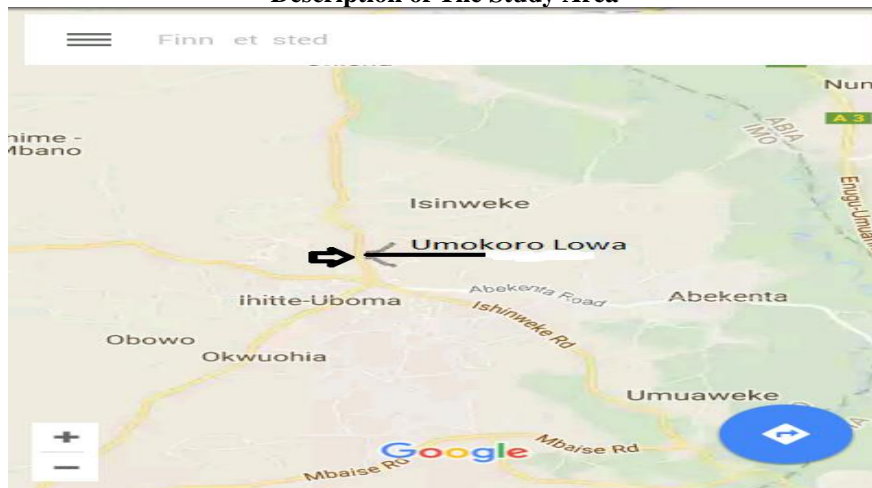 Description of The Study Area
Finn et sted
Nun
A 3
ABIA
IMO
nime -
Mbano
Enugu-Umuah
Isinweke
Umokoro Lowa
Abekenta Road
Abekenta
ihitte-Uboma
Ishinweke Rd
Obowo
Okwuohia
Umuaweke
+
Google
Mbaise Rd
−
Mbaise Rd